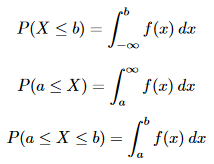 P(X ≤ b) = ∫_{-∞}^{b} f(x) dx
P(a ≤ X) = ∫_{a}^{∞} f(x) dx
P(a ≤ X ≤ b) = ∫_{a}^{b} f(x) dx